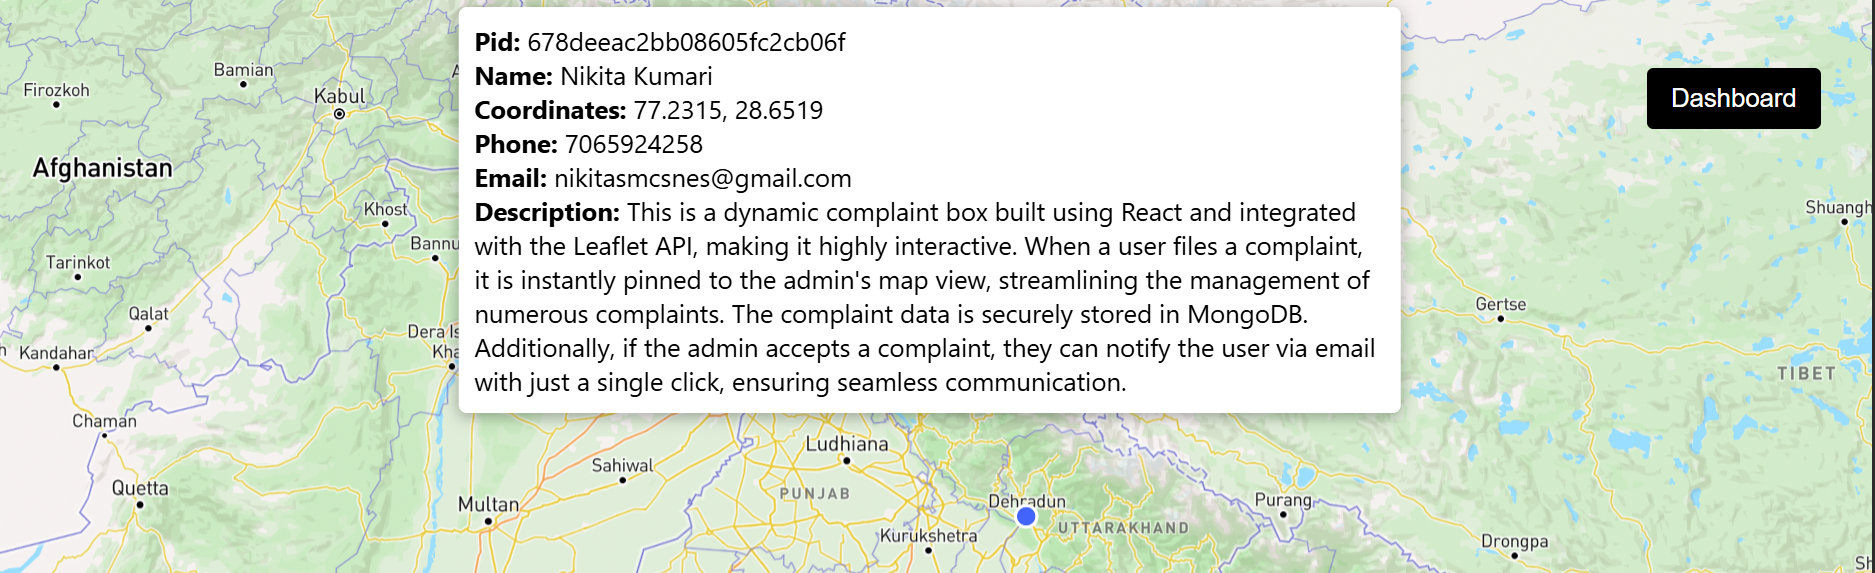 Pid: 678deeac2bb08605fc2cb06f
Name: Nikita Kumari
Coordinates: 77.2315, 28.6519
Phone: 7065924258
Email: nikitasmcsnes@gmail.com
Description: This is a dynamic complaint box built using React and integrated
with the Leaflet API, making it highly interactive. When a user files a complaint,
it is instantly pinned to the admin's map view, streamlining the management of
numerous complaints. The complaint data is securely stored in MongoDB.
Additionally, if the admin accepts a complaint, they can notify the user via email
with just a single click, ensuring seamless communication.
Dashboard
Bamian
Firozkoh
Kabul
Afghanistan
Khost
Bannu
Tarinkot
Qalat
Dera Is
Kha
Kandahar
Chaman
Quetta
Multan
Sahiwal
Ludhiana
PUNJAB
Dehradun
UTTARAKHAND
Kurukshetra
Purang
Drongpa
Gertse
TIBET
Shuangh